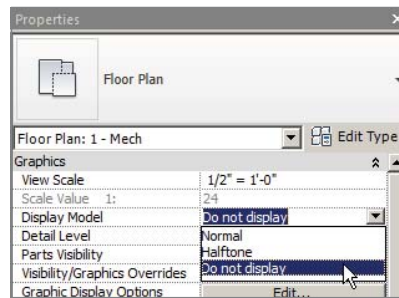 Properties
Floor Plan
Floor Plan: 1 - Mech Edit Type
Graphics
View Scale 1/2" = 1'-0"
Scale Value 1: 24
Display Model Do not display
Detail Level Normal
Parts Visibility Halftone
Visibility/Graphics Overrides Do not display
Graphic Display Options Edit...